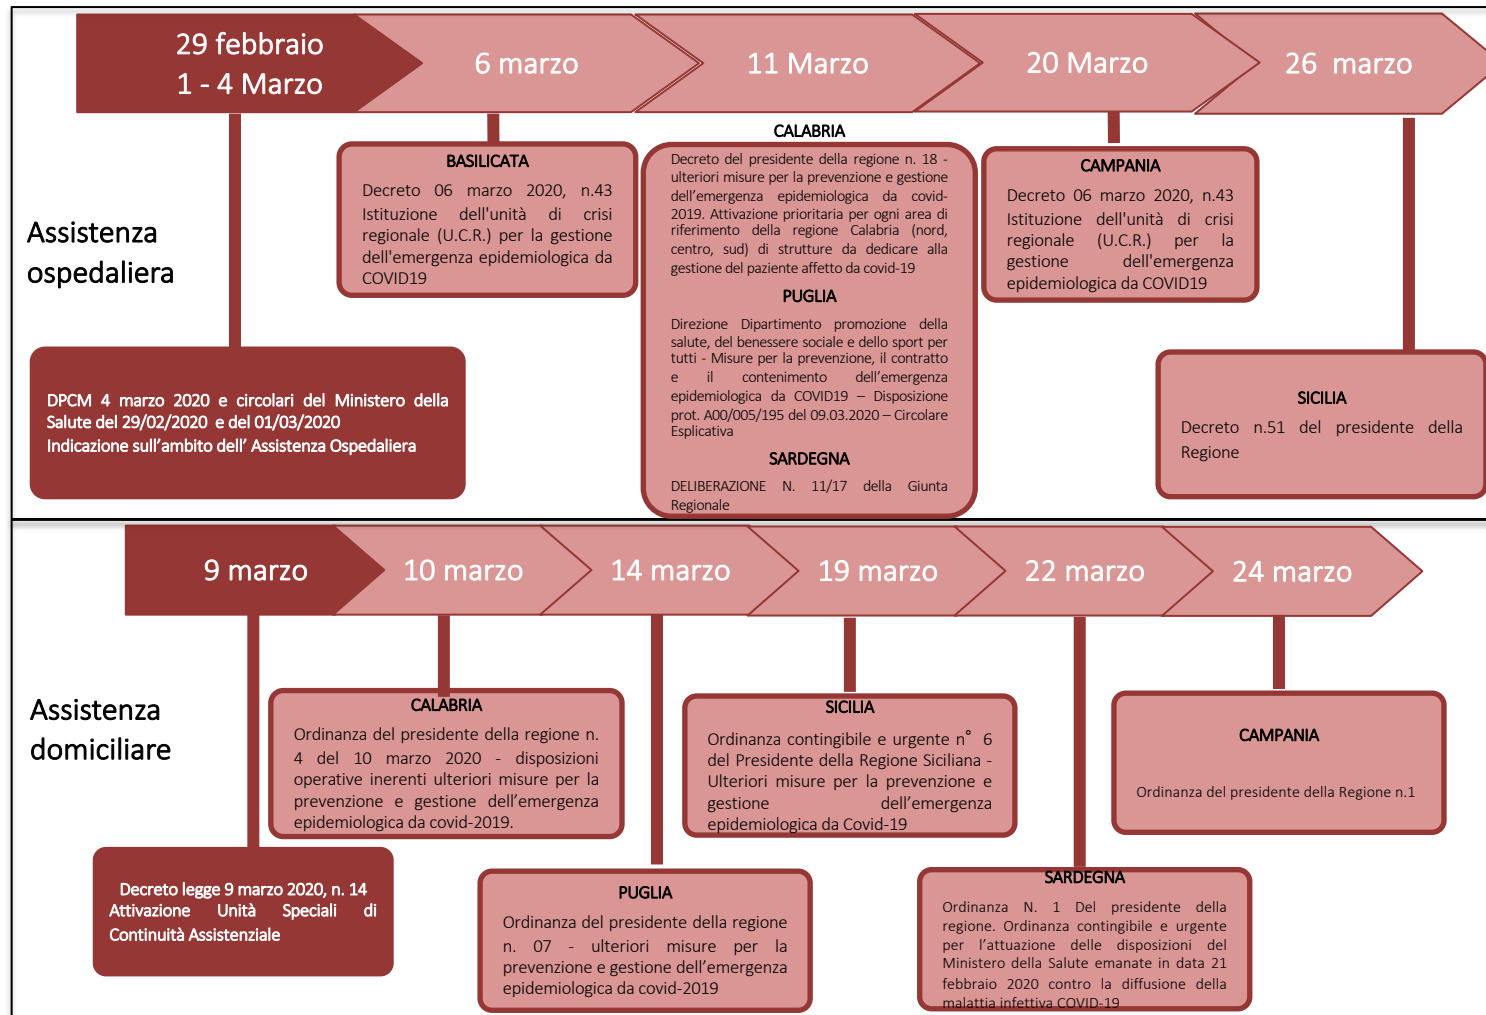 29 febbraio
1 - 4 Marzo
6 marzo
11 Marzo
20 Marzo
26 marzo
Assistenza
ospedaliera
DPCM 4 marzo 2020 e circolari del Ministero della
Salute del 29/02/2020 e del 01/03/2020
Indicazione sull'ambito dell' Assistenza Ospedaliera
BASILICATA
Decreto 06 marzo 2020, n.43
Istituzione dell'unità di crisi
regionale (U.C.R.) per la gestione
dell'emergenza epidemiologica da
COVID19
CALABRIA
Decreto del presidente della regione n. 18 -
ulteriori misure per la prevenzione e gestione
dell'emergenza epidemiologica da covid-
2019. Attivazione prioritaria per ogni area di
riferimento della regione Calabria (nord,
centro, sud) di strutture da dedicare alla
gestione del paziente affetto da covid-19
PUGLIA
Direzione Dipartimento promozione della
salute, del benessere sociale e dello sport per
tutti - Misure per la prevenzione, il contratto
e il contenimento dell'emergenza
epidemiologica da COVID19 – Disposizione
prot. A00/005/195 del 09.03.2020 – Circolare
Esplicativa
SARDEGNA
DELIBERAZIONE N. 11/17 della Giunta
Regionale
CAMPANIA
Decreto 06 marzo 2020, n.43
Istituzione dell'unità di crisi
regionale (U.C.R.) per la
gestione dell'emergenza
epidemiologica da COVID19
SICILIA
Decreto n.51 del presidente della
Regione
9 marzo
10 marzo
14 marzo
19 marzo
22 marzo
24 marzo
Assistenza
domiciliare
Decreto legge 9 marzo 2020, n. 14
Attivazione Unità Speciali di
Continuità Assistenziale
CALABRIA
Ordinanza del presidente della regione n.
4 del 10 marzo 2020 - disposizioni
operative inerenti ulteriori misure per la
prevenzione e gestione dell'emergenza
epidemiologica da covid-2019.
PUGLIA
Ordinanza del presidente della regione
n. 07 - ulteriori misure per la
prevenzione e gestione dell'emergenza
epidemiologica da covid-2019
SICILIA
Ordinanza contingibile e urgente n° 6
del Presidente della Regione Siciliana -
Ulteriori misure per la prevenzione e
gestione dell'emergenza
epidemiologica da Covid-19
SARDEGNA
Ordinanza N. 1 Del presidente della
regione. Ordinanza contingibile e urgente
per l'attuazione delle disposizioni del
Ministero della Salute emanate in data 21
febbraio 2020 contro la diffusione della
malattia infettiva COVID-19
CAMPANIA
Ordinanza del presidente della Regione n.1